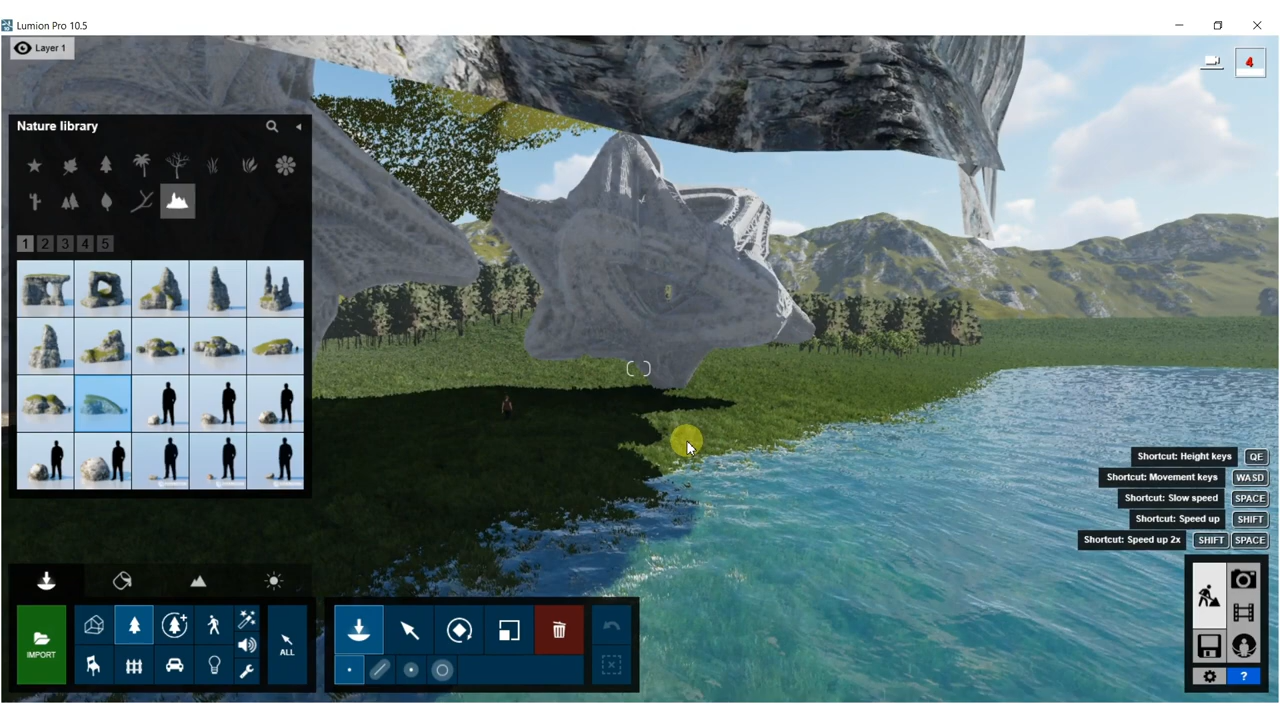 Lumion Pro 10.5
Layer 1
4
Nature library
1 2 3 4 5
Shortcut: Height keys QE
Shortcut: Movement keys WASD
Shortcut: Slow speed SPACE
Shortcut: Speed up SHIFT
Shortcut: Speed up 2x SHIFT SPACE
IMPORT
ALL
?